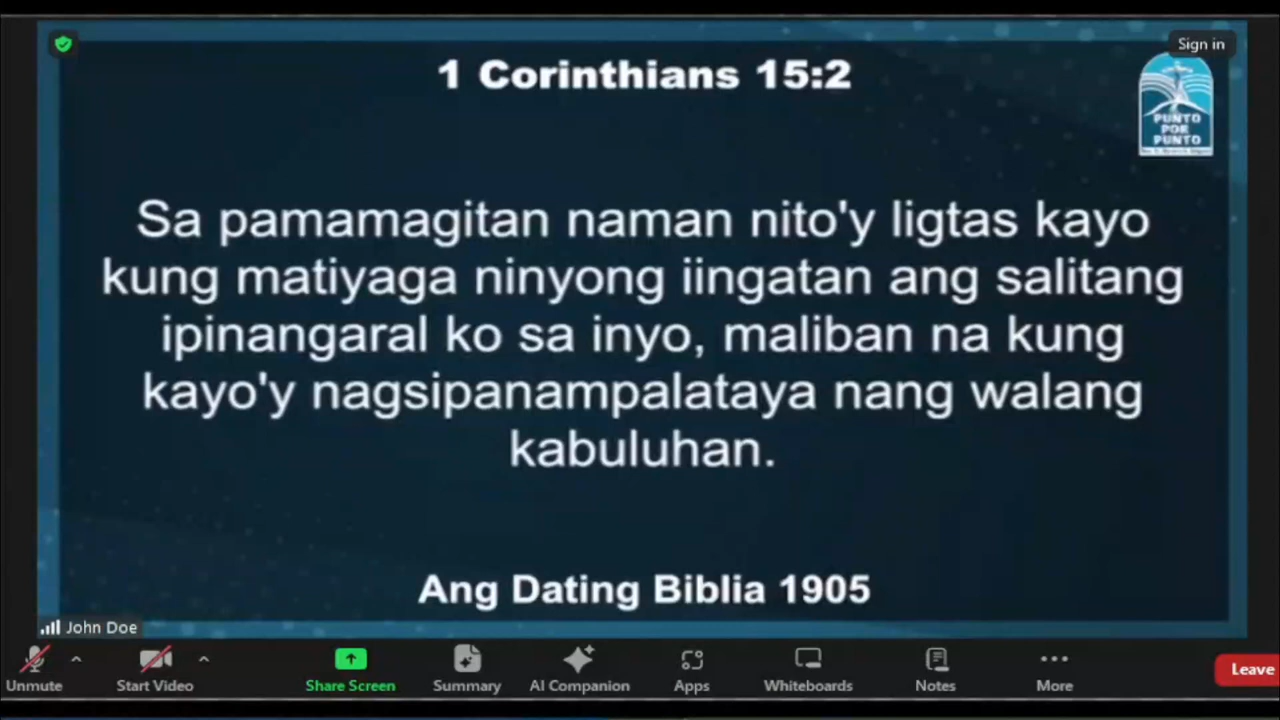 Sign in
1 Corinthians 15:2
PUNTO
POR
PUNTO
Sa pamamagitan naman nito'y ligtas kayo
kung matiyaga ninyong iingatan ang salitang
ipinangaral ko sa inyo, maliban na kung
kayo'y nagsipanampalataya nang walang
kabuluhan.
Ang Dating Biblia 1905
John Doe
Unmute
Start Video
Share Screen
Summary
AI Companion
Apps
Whiteboards
Notes
More
Leave